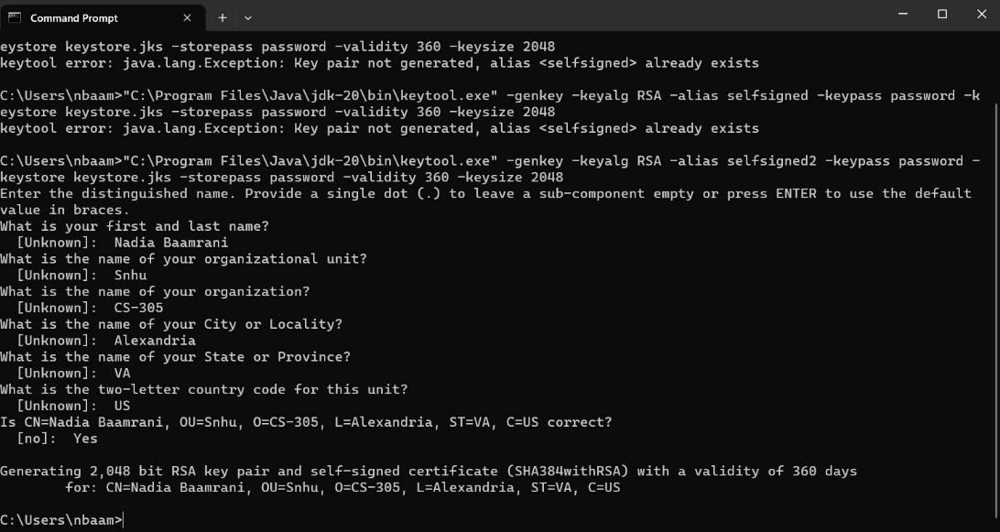 Command Prompt
eystore keystore.jks -storepass password -validity 360 -keysize 2048
keytool error: java.lang.Exception: Key pair not generated, alias <selfsigned> already exists
C:\Users\nbaam>"C:\Program Files\Java\jdk-20\bin\keytool.exe" -genkey -keyalg RSA -alias selfsigned -keypass password -k
eystore keystore.jks -storepass password -validity 360 -keysize 2048
keytool error: java.lang.Exception: Key pair not generated, alias <selfsigned> already exists
C:\Users\nbaam>"C:\Program Files\Java\jdk-20\bin\keytool.exe" -genkey -keyalg RSA -alias selfsigned2 -keypass password -
keystore keystore.jks -storepass password -validity 360 -keysize 2048
Enter the distinguished name. Provide a single dot (.) to leave a sub-component empty or press ENTER to use the default
value in braces.
What is your first and last name?
  [Unknown]:  Nadia Baamrani
What is the name of your organizational unit?
  [Unknown]:  Snhu
What is the name of your organization?
  [Unknown]:  CS-305
What is the name of your City or Locality?
  [Unknown]:  Alexandria
What is the name of your State or Province?
  [Unknown]:  VA
What is the two-letter country code for this unit?
  [Unknown]:  US
Is CN=Nadia Baamrani, OU=Snhu, O=CS-305, L=Alexandria, ST=VA, C=US correct?
  [no]:  Yes
Generating 2,048 bit RSA key pair and self-signed certificate (SHA384withRSA) with a validity of 360 days
        for: CN=Nadia Baamrani, OU=Snhu, O=CS-305, L=Alexandria, ST=VA, C=US
C:\Users\nbaam>